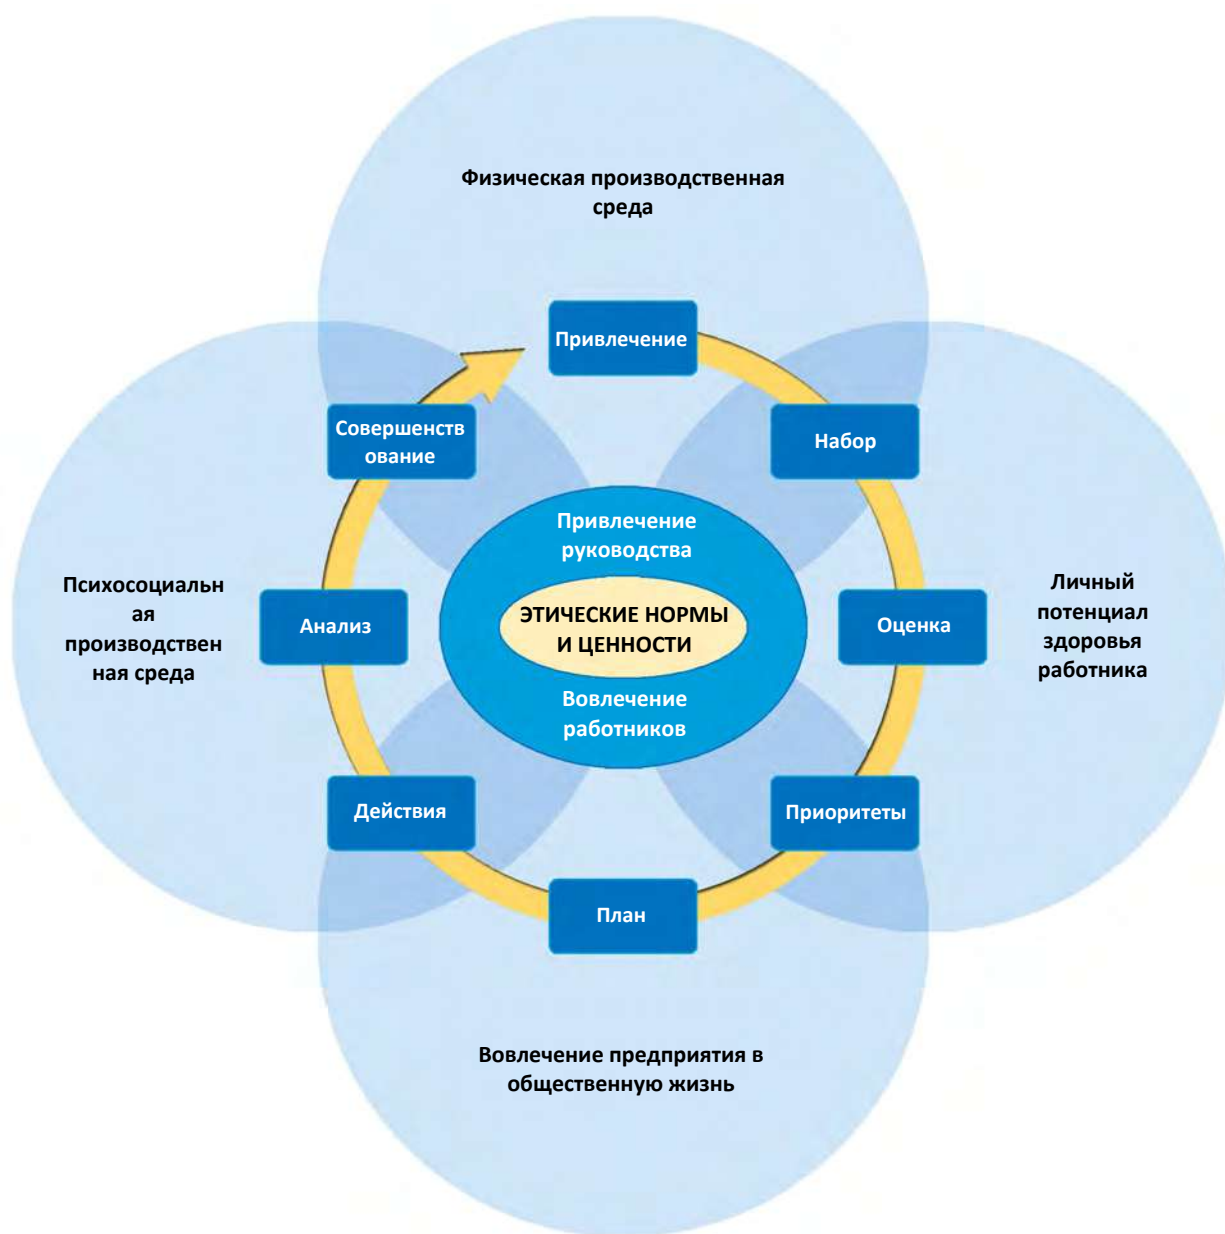 Физическая производственная
среда
Привлечение
Совершенств
ование
Набор
Привлечение
руководства
Психосоциальн
ая
производствен
ная среда
Анализ
ЭТИЧЕСКИЕ НОРМЫ
И ЦЕННОСТИ
Оценка
Личный
потенциал
здоровья
работника
Вовлечение
работников
Действия
Приоритеты
План
Вовлечение предприятия в
общественную жизнь